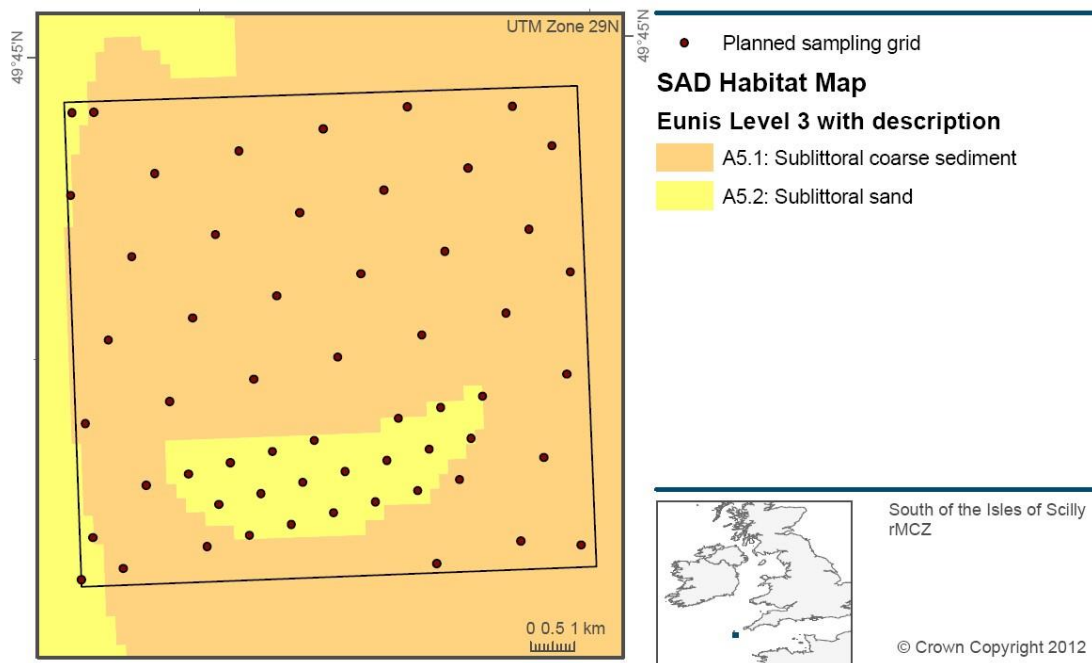 UTM Zone 29N
49°45'N
49°45'N
0 0.5 1 km
Planned sampling grid
SAD Habitat Map
Eunis Level 3 with description
A5.1: Sublittoral coarse sediment
A5.2: Sublittoral sand
South of the Isles of Scilly
rMCZ
© Crown Copyright 2012